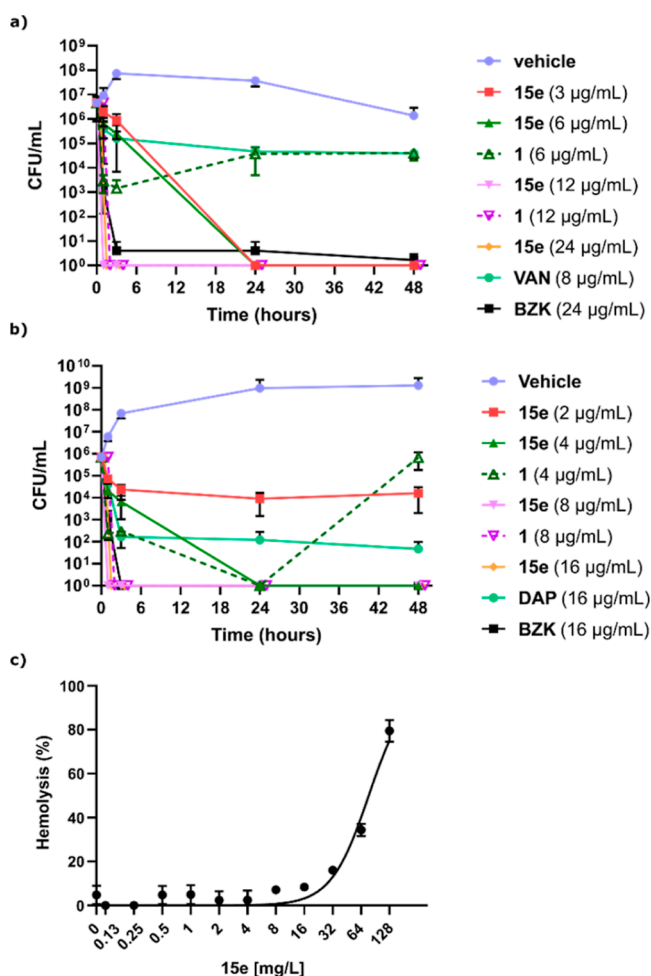 a)
10⁹
10⁸
10⁷
10⁶
10⁵
10⁴
10³
10²
10¹
10⁰
CFU/mL
0 6 12 18 24 30 36 42 48
Time (hours)
vehicle
15e (3 µg/mL)
15e (6 µg/mL)
1 (6 µg/mL)
15e (12 µg/mL)
1 (12 µg/mL)
15e (24 µg/mL)
VAN (8 µg/mL)
BZK (24 µg/mL)
b)
10¹⁰
10⁹
10⁸
10⁷
10⁶
10⁵
10⁴
10³
10²
10¹
10⁰
CFU/mL
0 6 12 18 24 30 36 42 48
Time (hours)
Vehicle
15e (2 µg/mL)
15e (4 µg/mL)
1 (4 µg/mL)
15e (8 µg/mL)
1 (8 µg/mL)
15e (16 µg/mL)
DAP (16 µg/mL)
BZK (16 µg/mL)
c)
100
80
60
40
20
0
Hemolysis (%)
0 0.13 0.25 0.5 1 2 4 8 16 32 64 128
15e [mg/L]